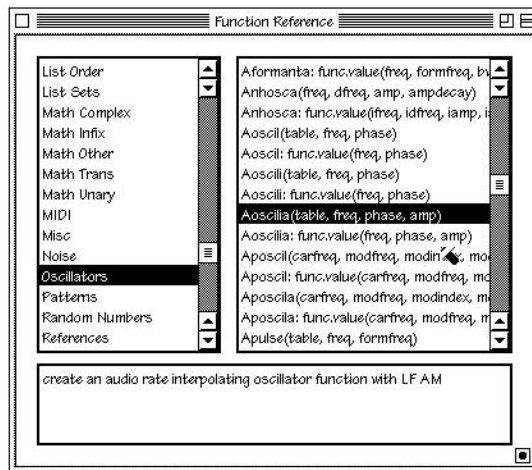 Function Reference
List Order
List Sets
Math Complex
Math Infix
Math Other
Math Trans
Math Unary
MIDI
Misc
Noise
Oscillators
Patterns
Random Numbers
References
Aformanta: func.value(freq, formfreq, bw
Anhosca(freq, dfreq, amp, ampdecay)
Anhosca: func.value(ifreq, idfreq, iamp, i
Aoscil(table, freq, phase)
Aoscil: func.value(freq, phase)
Aoscili(table, freq, phase)
Aoscili: func.value(freq, phase)
Aoscilia(table, freq, phase, amp)
Aoscilia: func.value(freq, phase, amp)
Aposcil(carfreq, modfreq, modindex, mo
Aposcil: func.value(carfreq, modfreq, mo
Aposcila(carfreq, modfreq, modindex, mo
Aposcila: func.value(carfreq, modfreq, m
Apulse(table, freq, formfreq)
create an audio rate interpolating oscillator function with LF AM